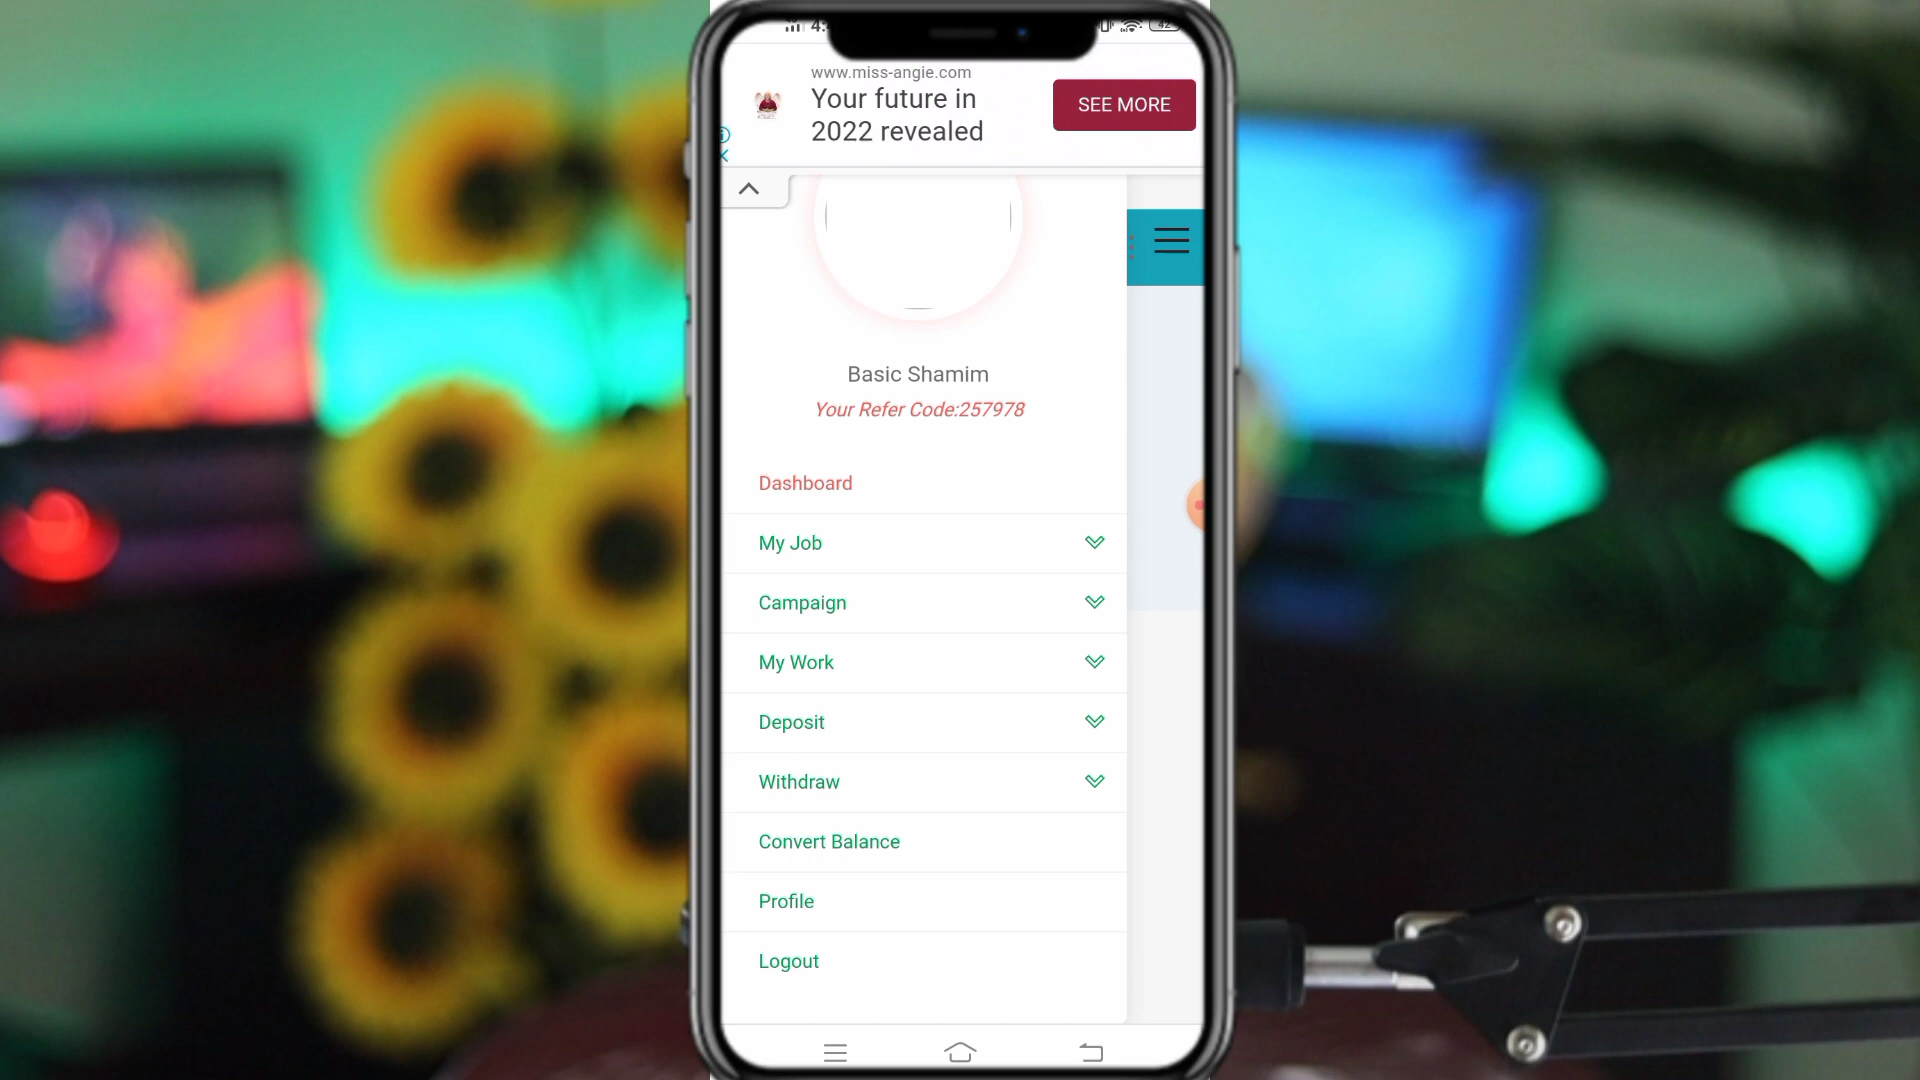 www.miss-angie.com
Your future in
2022 revealed
SEE MORE
Basic Shamim
Your Refer Code:257978
Dashboard
My Job
Campaign
My Work
Deposit
Withdraw
Convert Balance
Profile
Logout